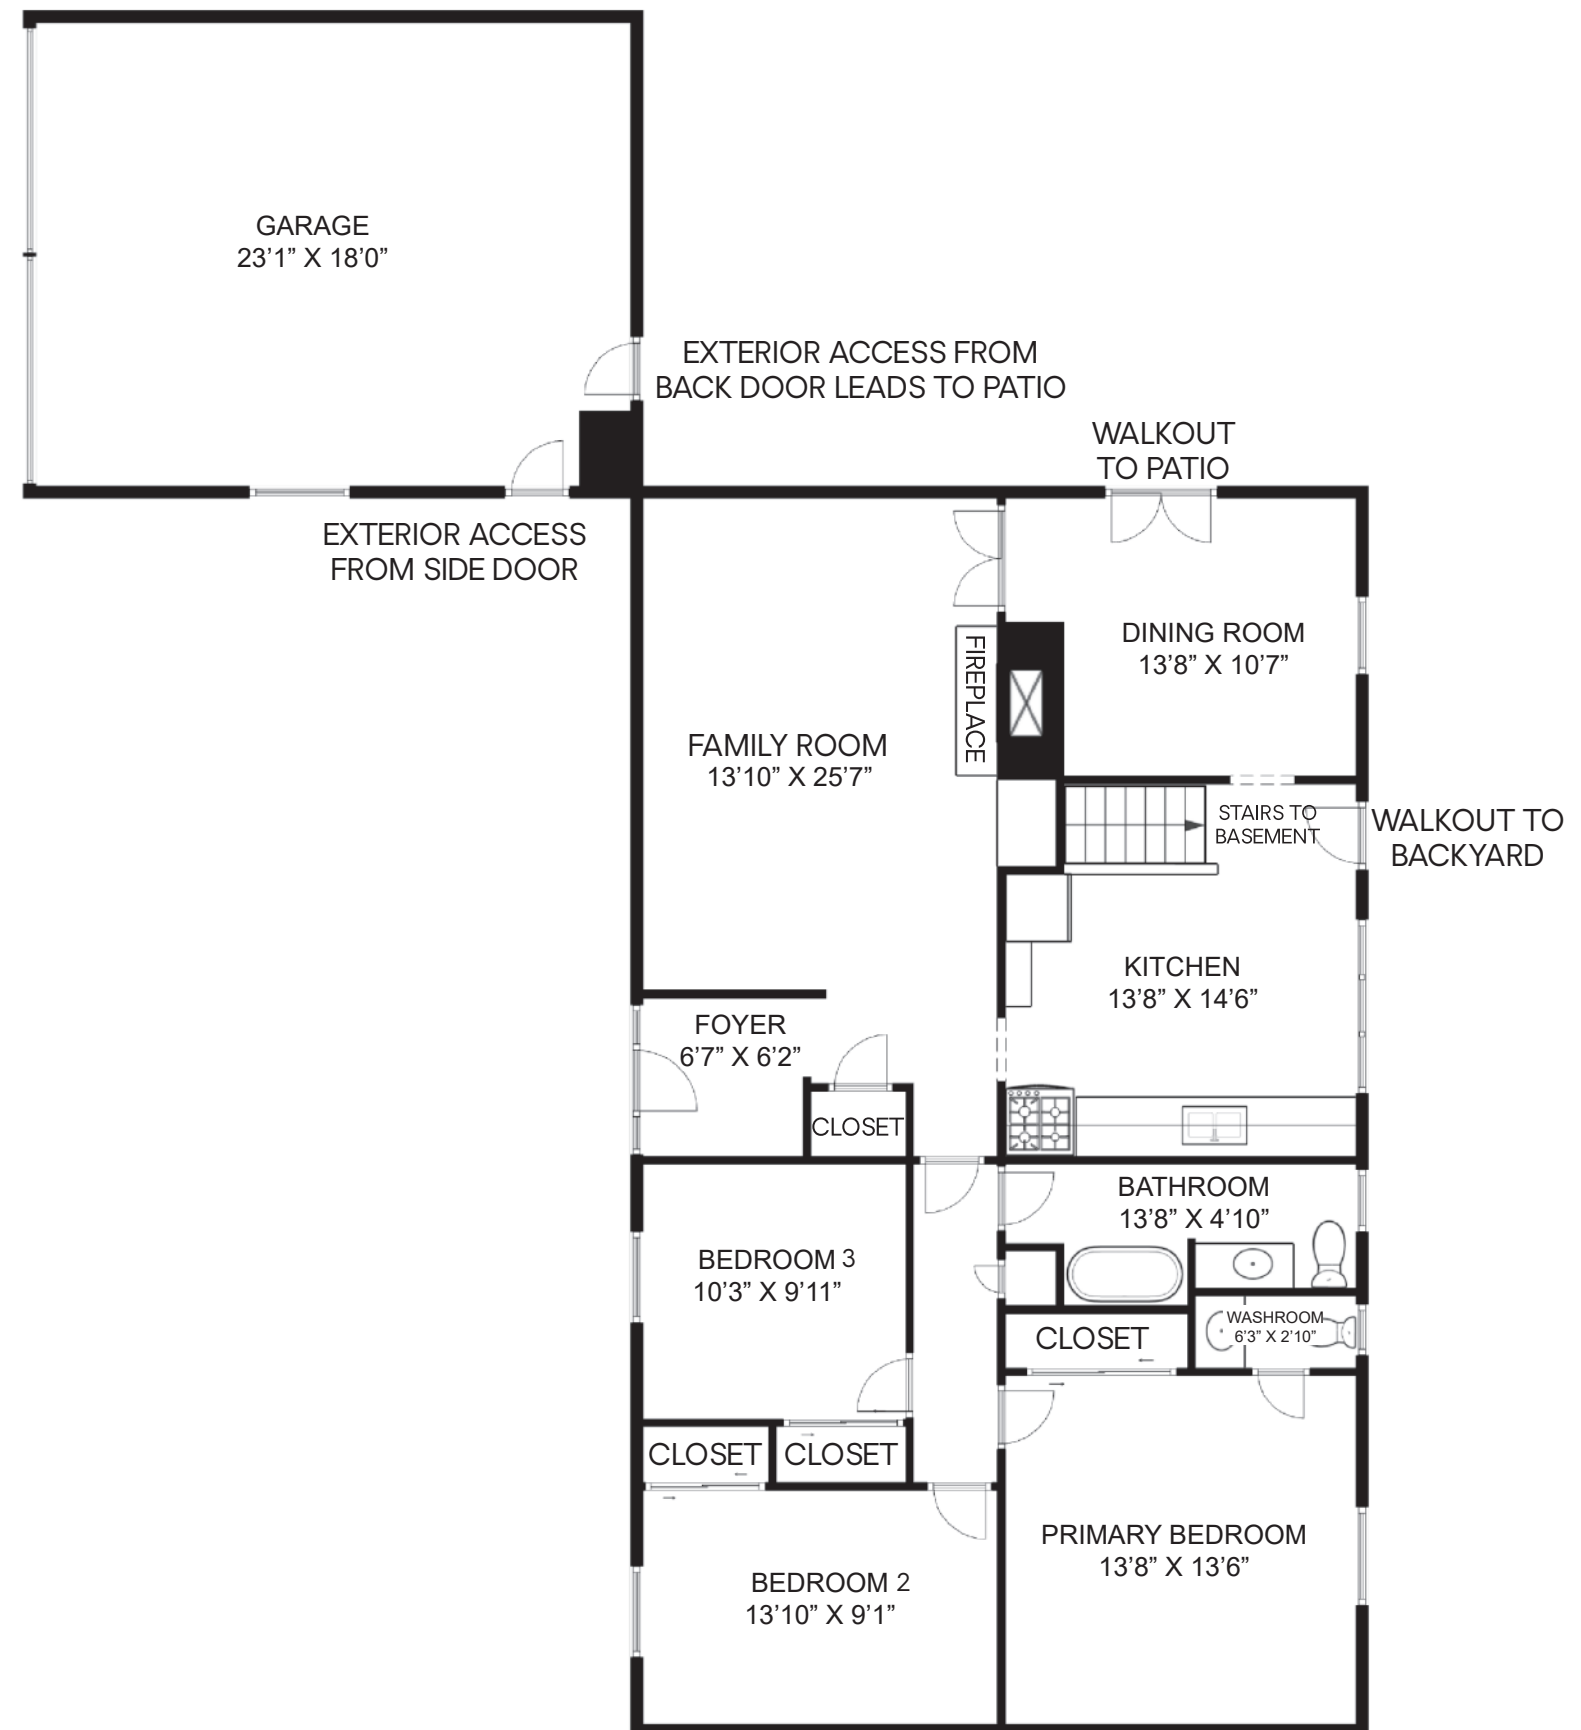 GARAGE
23’1” X 18’0”
EXTERIOR ACCESS FROM
BACK DOOR LEADS TO PATIO
WALKOUT
TO PATIO
EXTERIOR ACCESS
FROM SIDE DOOR
DINING ROOM
13’8” X 10’7”
FIREPLACE
FAMILY ROOM
13’10” X 25’7”
STAIRS TO
BASEMENT
WALKOUT TO
BACKYARD
KITCHEN
13’8” X 14’6”
FOYER
6’7” X 6’2”
CLOSET
BATHROOM
13’8” X 4’10”
BEDROOM 3
10’3” X 9’11”
WASHROOM
6’3” X 2’10”
CLOSET
CLOSET
CLOSET
PRIMARY BEDROOM
13’8” X 13’6”
BEDROOM 2
13’10” X 9’1”